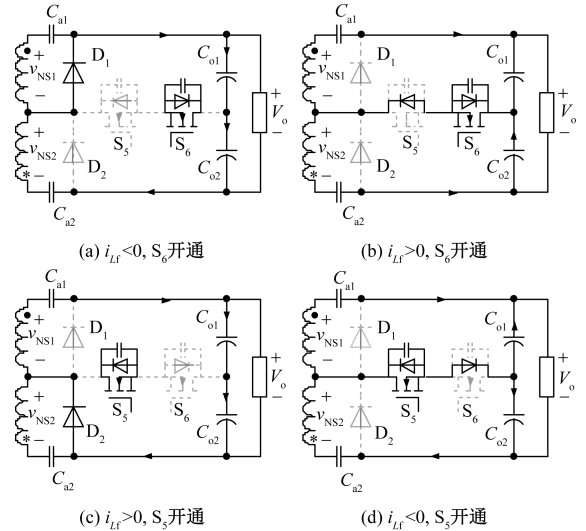 C_a1
+
v_NS1
−
D_1
C_o1
+
v_NS2
−
*
D_2
S_5
S_6
C_o2
C_a2
+
V_o
−
(a) i_Lf<0, S_6开通
C_a1
+
v_NS1
−
D_1
C_o1
+
v_NS2
−
*
D_2
S_5
S_6
C_o2
C_a2
+
V_o
−
(b) i_Lf>0, S_6开通
C_a1
+
v_NS1
−
D_1
C_o1
+
v_NS2
−
*
D_2
S_5
S_6
C_o2
C_a2
+
V_o
−
(c) i_Lf>0, S_5开通
C_a1
+
v_NS1
−
D_1
C_o1
+
v_NS2
−
*
D_2
S_5
S_6
C_o2
C_a2
+
V_o
−
(d) i_Lf<0, S_5开通